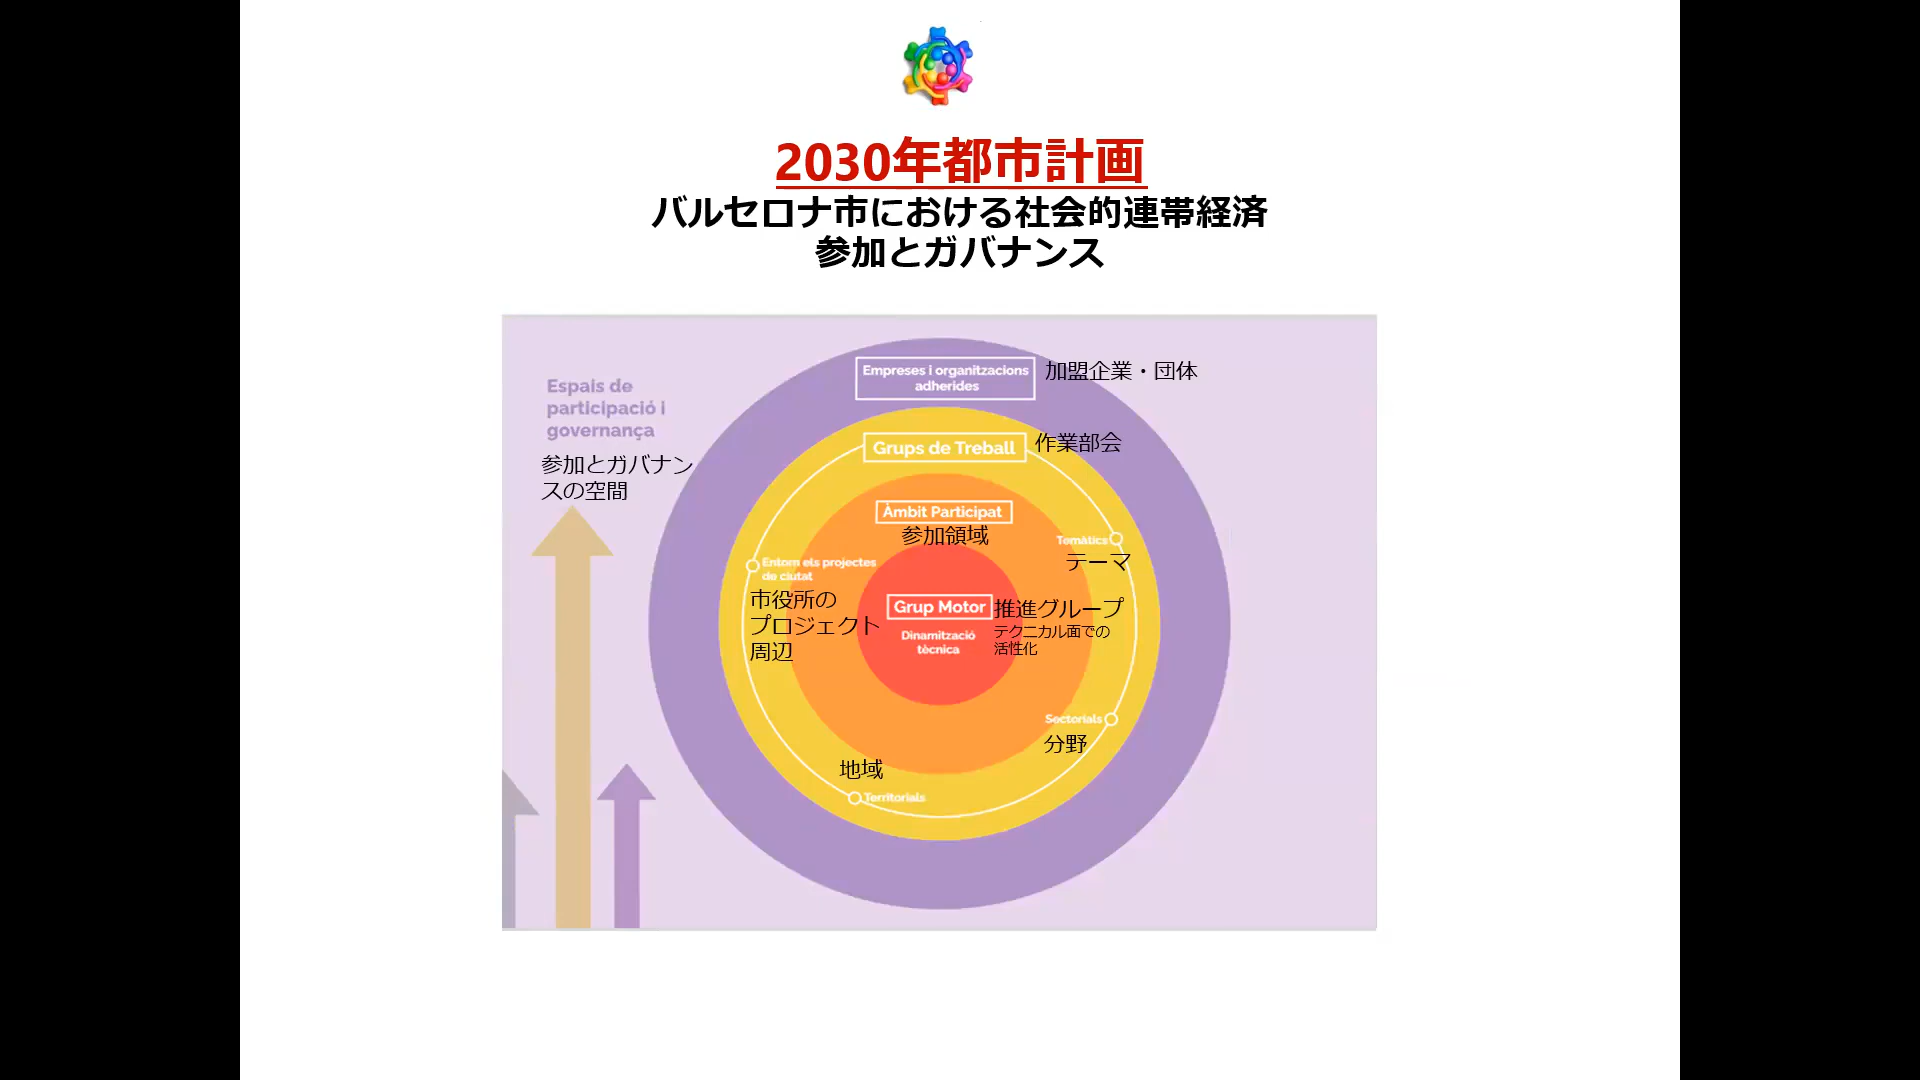 2030年都市計画
バルセロナ市における社会的連帯経済
参加とガバナンス
Espais de
participació i
governança
参加とガバナン
スの空間
Empreses i organitzacions
adherides
加盟企業・団体
Grups de Treball
作業部会
Àmbit Participat
参加領域
Temàtics
テーマ
Entorn els projectes
de ciutat
市役所の
プロジェクト
周辺
Grup Motor
推進グループ
Dinamització
tècnica
テクニカル面での
活性化
Sectorials
分野
地域
Territorials